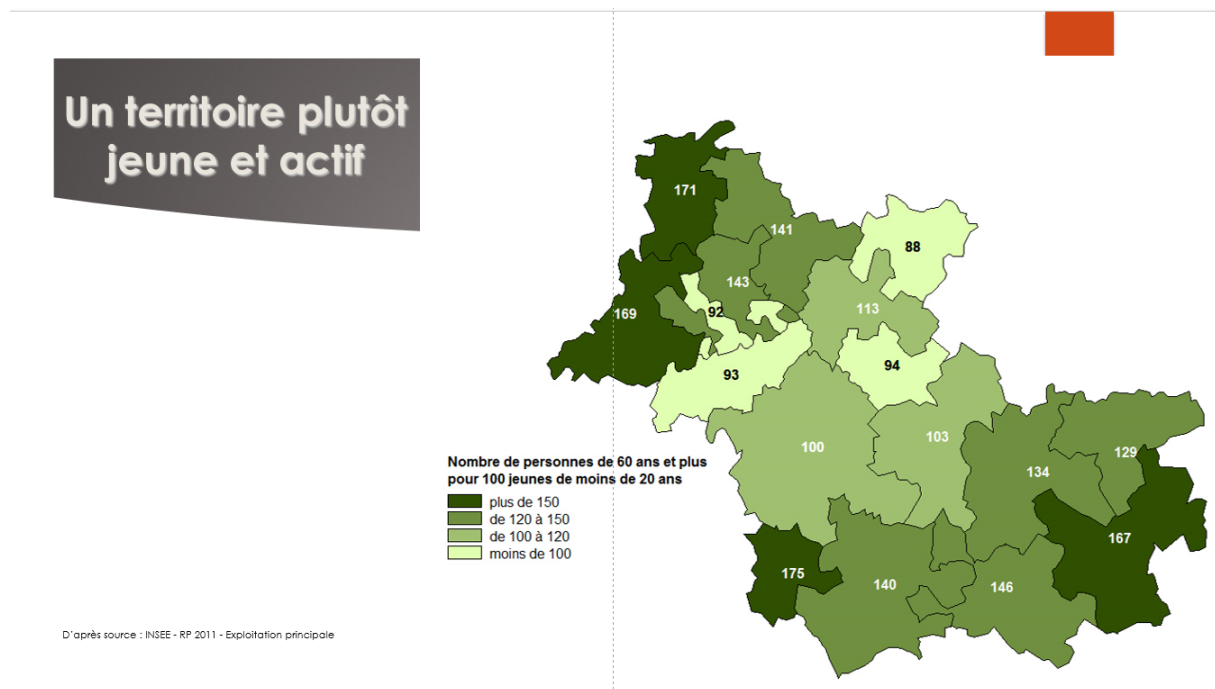 Un territoire plutôt
jeune et actif
171
141
88
143
169
92
113
93
94
100
103
129
134
167
175
140
146
Nombre de personnes de 60 ans et plus
pour 100 jeunes de moins de 20 ans
plus de 150
de 120 à 150
de 100 à 120
moins de 100
D'après source : INSEE - RP 2011 - Exploitation principale